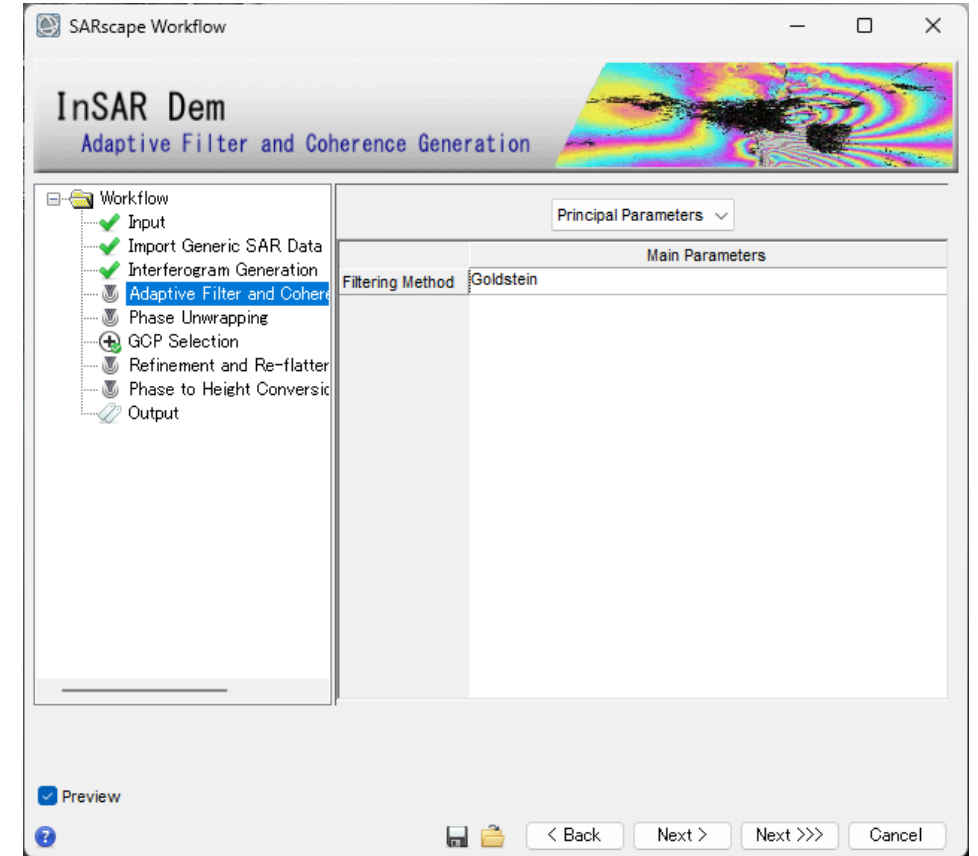 SARscape Workflow
InSAR Dem
Adaptive Filter and Coherence Generation
Workflow
Input
Import Generic SAR Data
Interferogram Generation
Adaptive Filter and Cohere
Phase Unwrapping
GCP Selection
Refinement and Re-flatter
Phase to Height Conversic
Output
Principal Parameters
Main Parameters
Filtering Method Goldstein
Preview
< Back Next > Next >>> Cancel